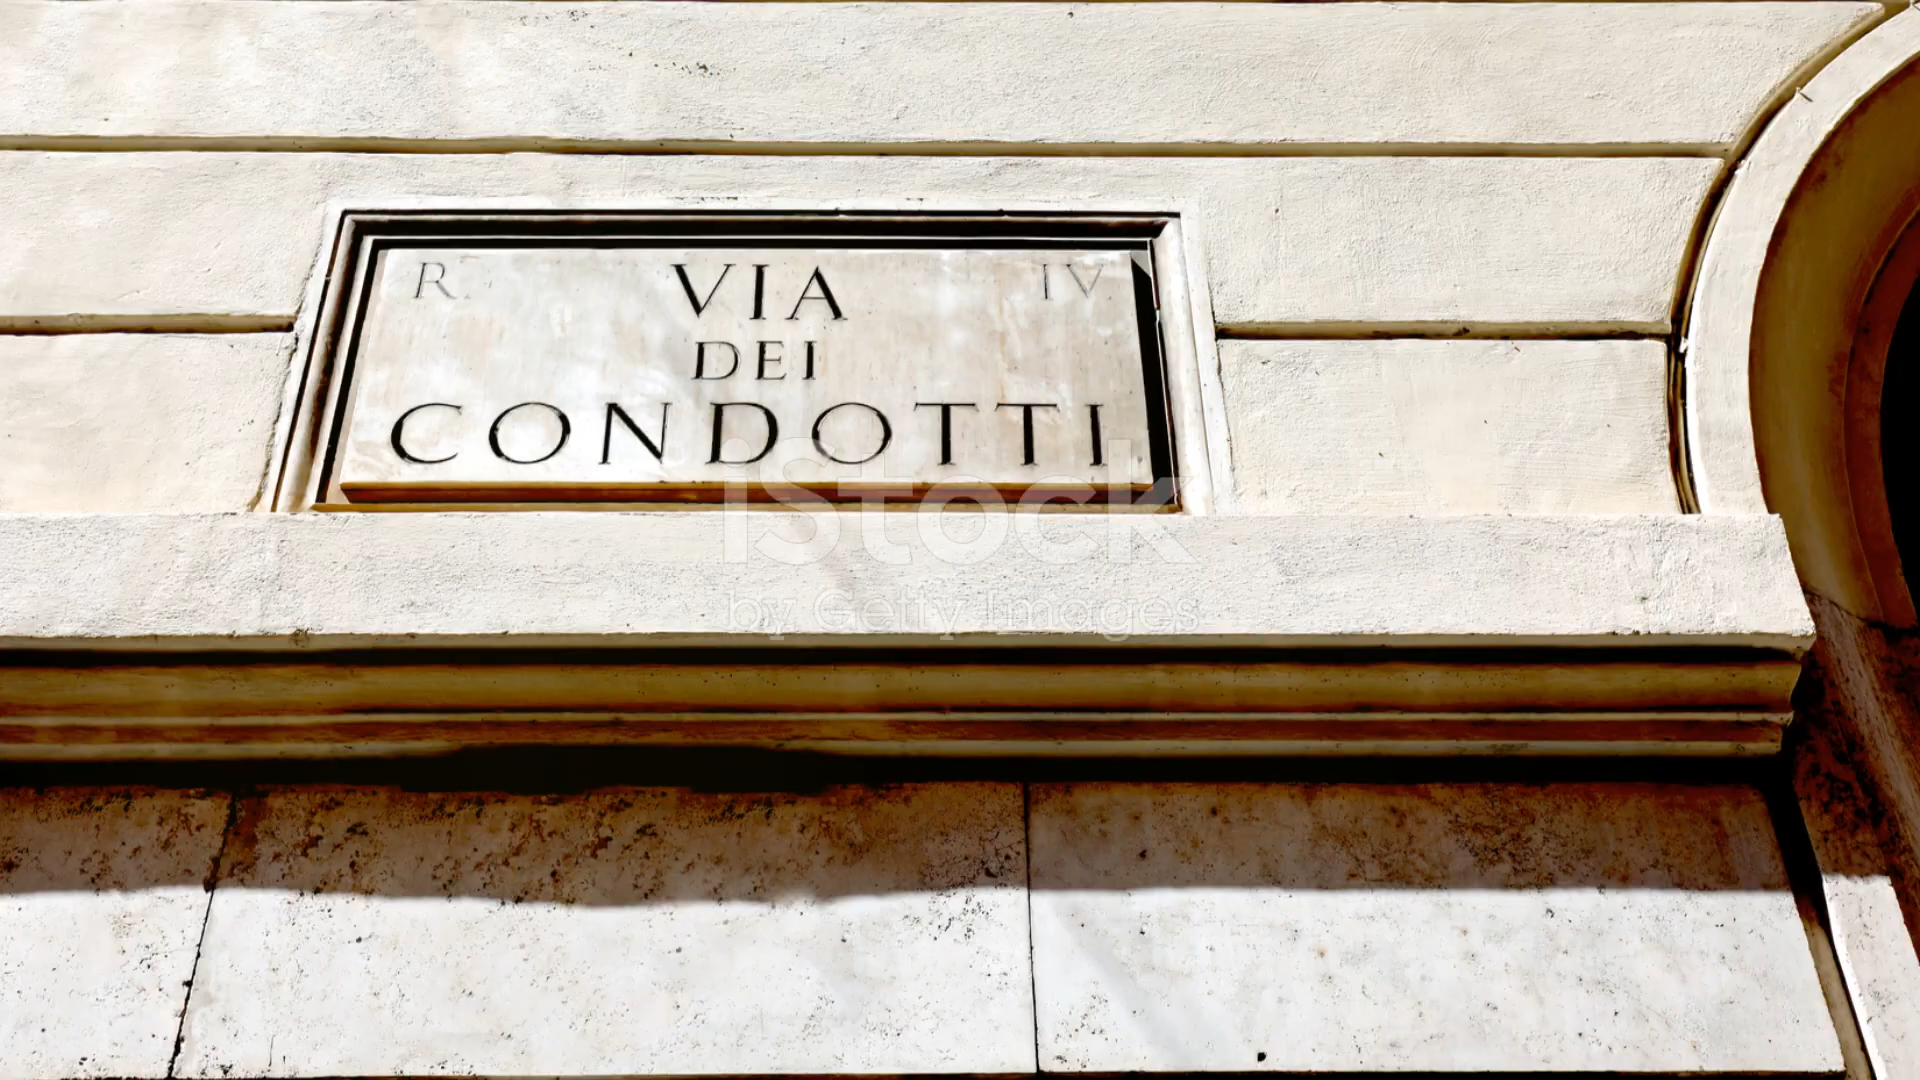 R. VIA IV
DEI
CONDOTTI
iStock
by Getty Images